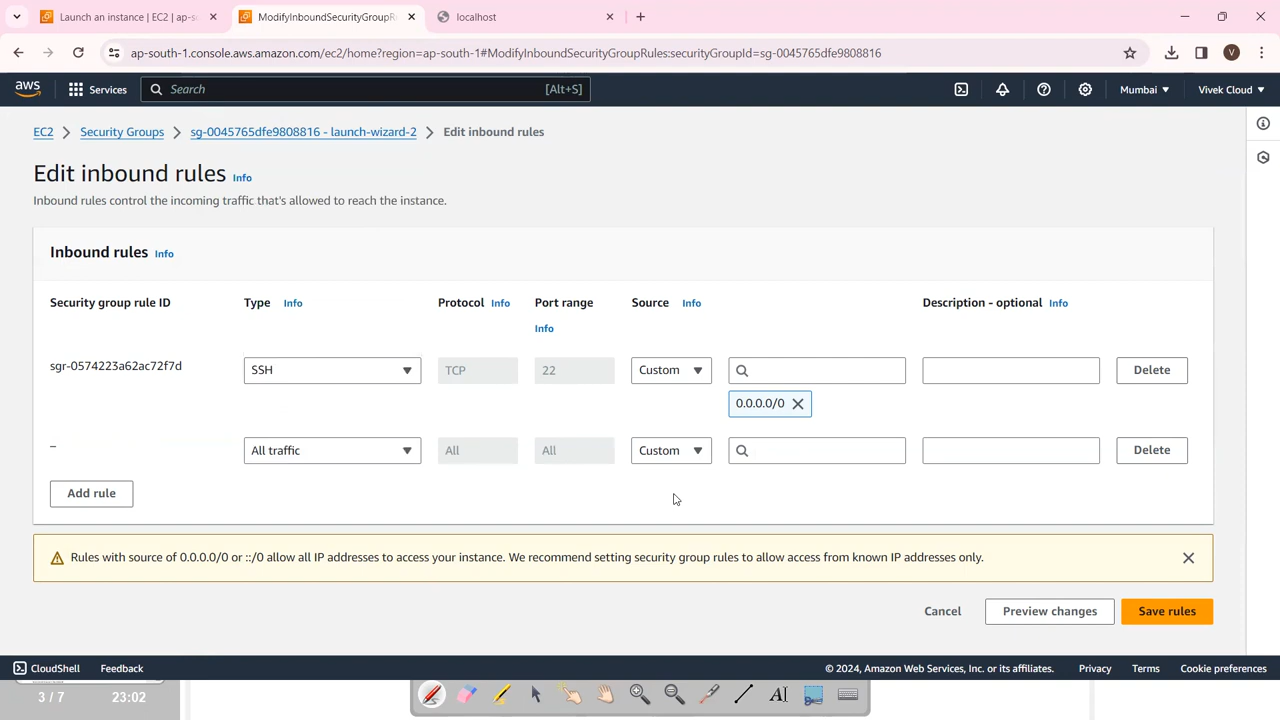 Launch an instance | EC2 | ap-s
ModifyInboundSecurityGroupR
localhost
ap-south-1.console.aws.amazon.com/ec2/home?region=ap-south-1#ModifyInboundSecurityGroupRules:securityGroupId=sg-0045765dfe9808816
V
aws
Services
Search
[Alt+S]
Mumbai
Vivek Cloud
EC2
Security Groups
sg-0045765dfe9808816 - launch-wizard-2
Edit inbound rules
Edit inbound rules Info
Inbound rules control the incoming traffic that's allowed to reach the instance.
Inbound rules Info
Security group rule ID
Type Info
Protocol Info
Port range
Info
Source Info
Description - optional Info
sgr-0574223a62ac72f7d
SSH
TCP
22
Custom
Delete
0.0.0.0/0
–
All traffic
All
All
Custom
Delete
Add rule
Rules with source of 0.0.0.0/0 or ::/0 allow all IP addresses to access your instance. We recommend setting security group rules to allow access from known IP addresses only.
Cancel
Preview changes
Save rules
CloudShell
Feedback
© 2024, Amazon Web Services, Inc. or its affiliates.
Privacy
Terms
Cookie preferences
3 / 7
23:02